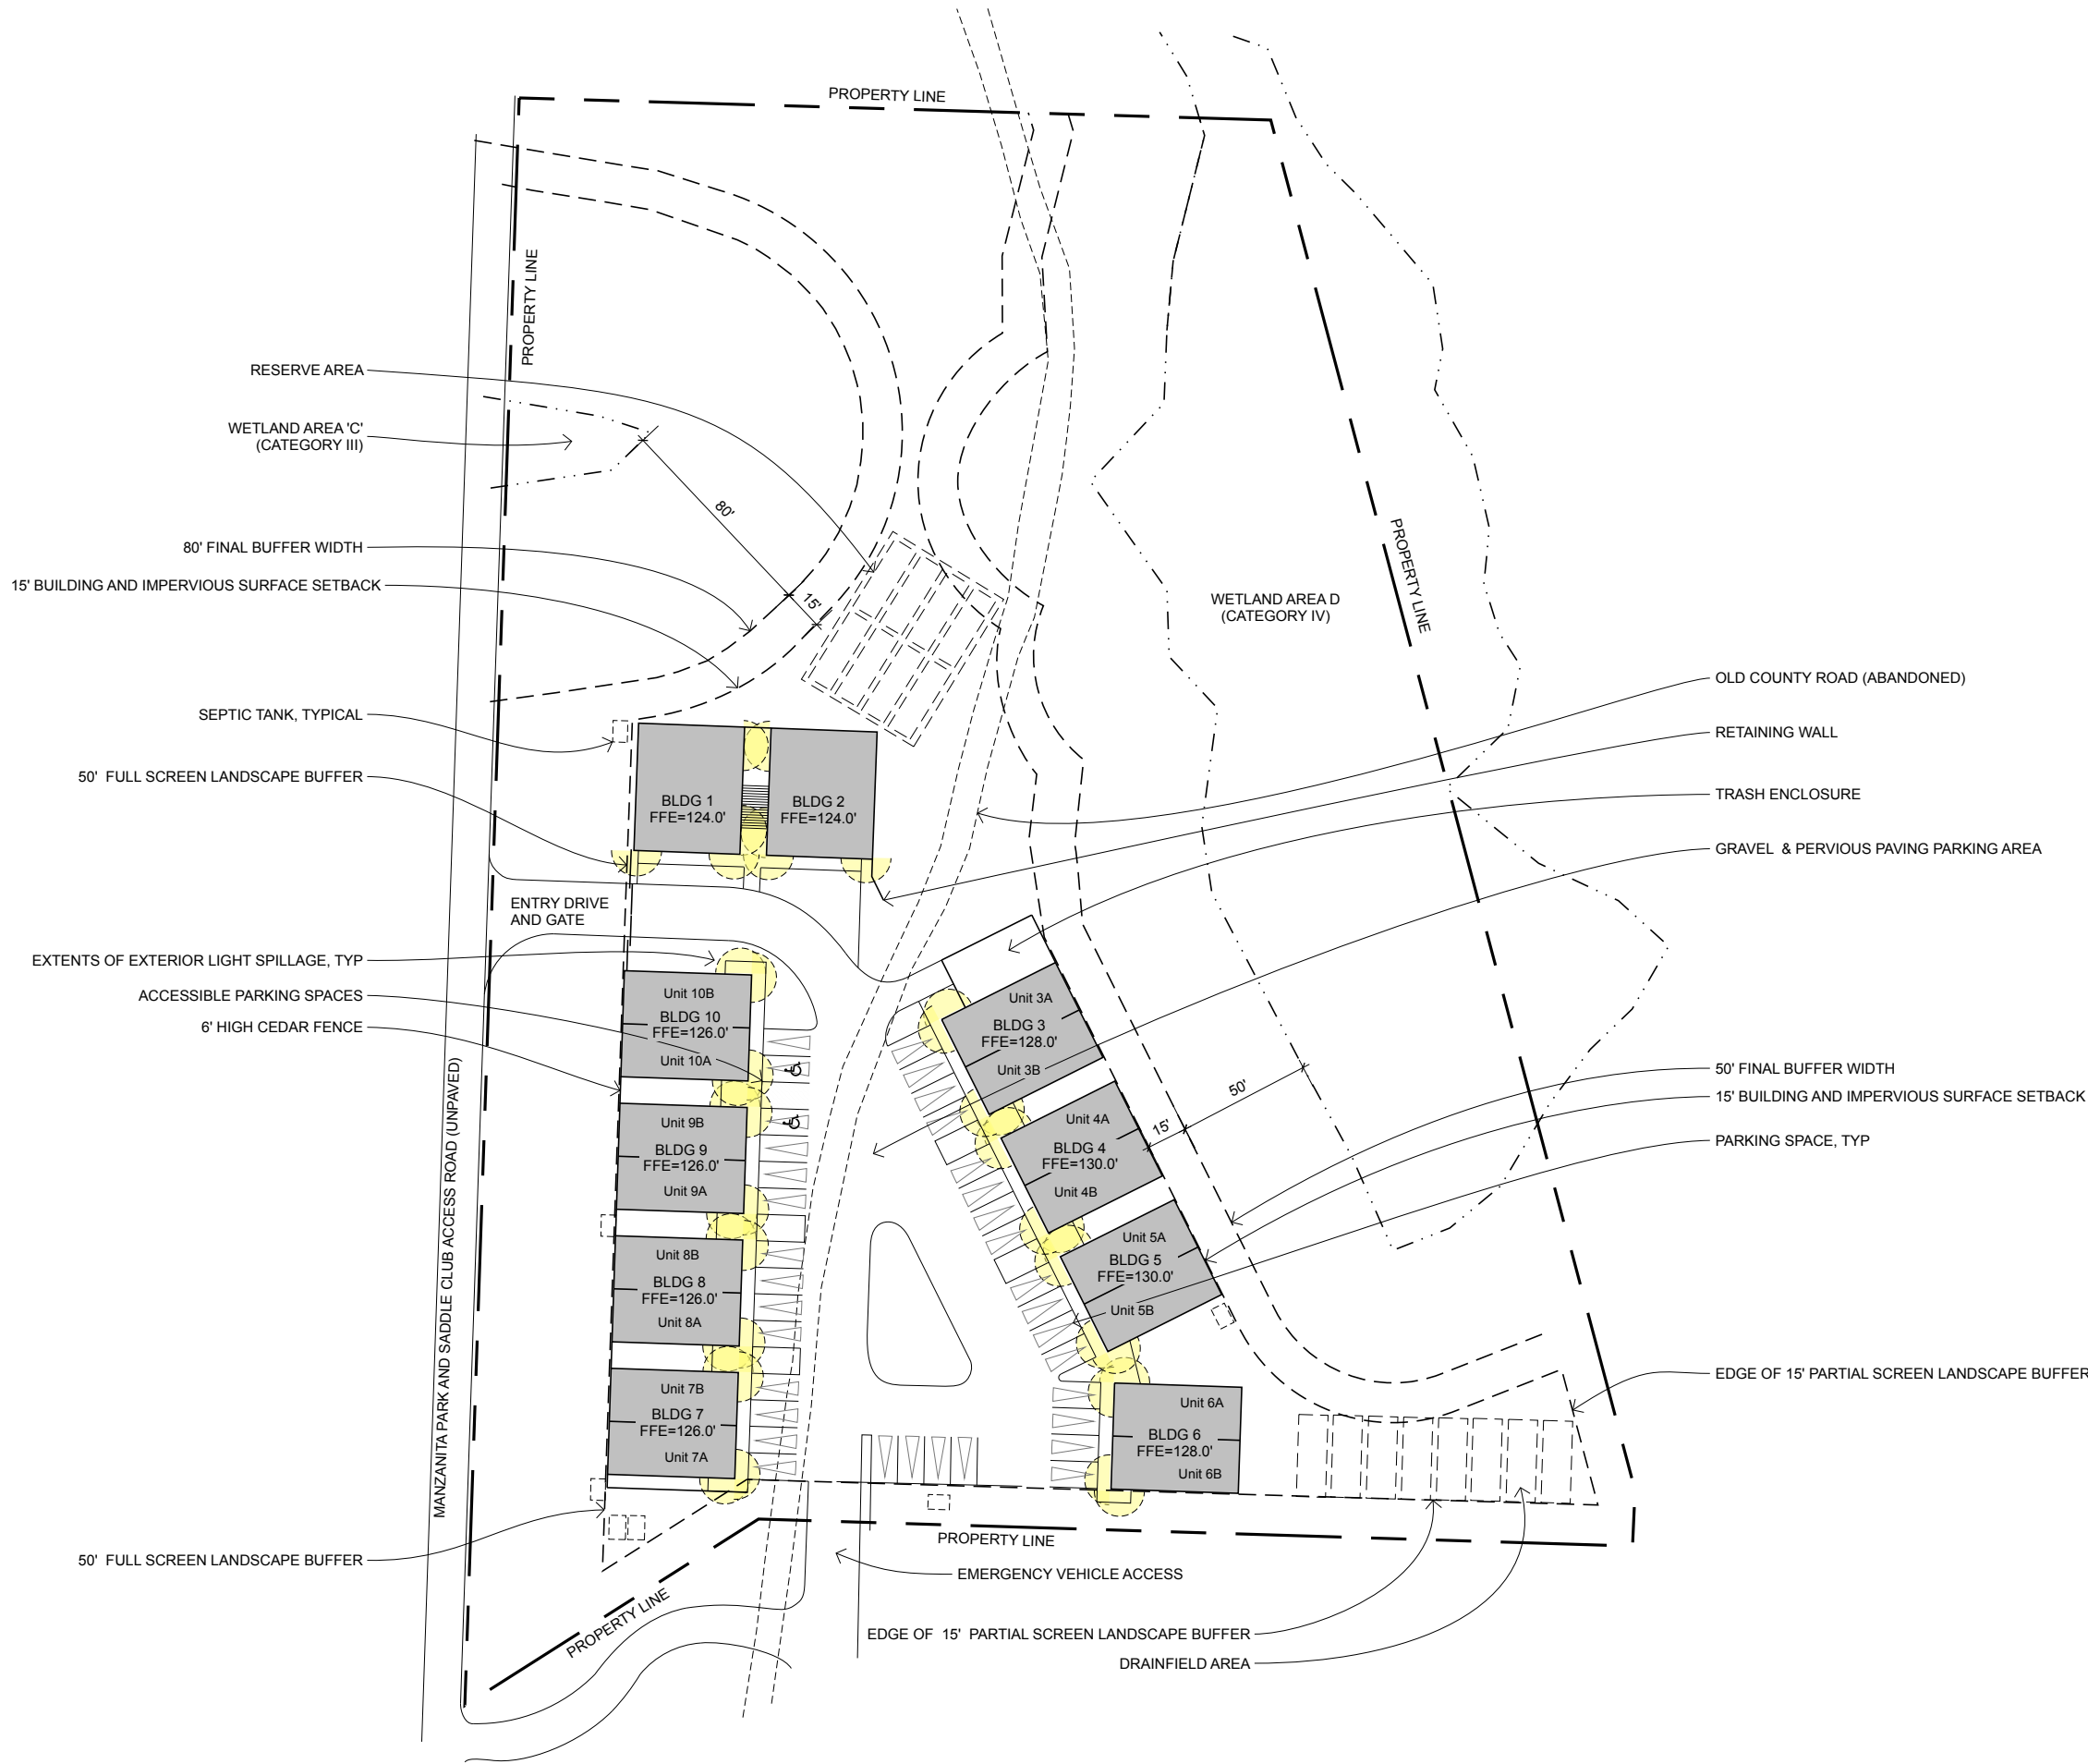 PROPERTY LINE
PROPERTY LINE
RESERVE AREA
WETLAND AREA 'C'
(CATEGORY III)
80'
80' FINAL BUFFER WIDTH
15' BUILDING AND IMPERVIOUS SURFACE SETBACK
15'
SEPTIC TANK, TYPICAL
50' FULL SCREEN LANDSCAPE BUFFER
WETLAND AREA D
(CATEGORY IV)
PROPERTY LINE
OLD COUNTY ROAD (ABANDONED)
RETAINING WALL
TRASH ENCLOSURE
GRAVEL & PERVIOUS PAVING PARKING AREA
BLDG 1
FFE=124.0'
BLDG 2
FFE=124.0'
ENTRY DRIVE
AND GATE
EXTENTS OF EXTERIOR LIGHT SPILLAGE, TYP
ACCESSIBLE PARKING SPACES
6' HIGH CEDAR FENCE
MANZANITA PARK AND SADDLE CLUB ACCESS ROAD (UNPAVED)
Unit 10B
BLDG 10
FFE=126.0'
Unit 10A
Unit 9B
BLDG 9
FFE=126.0'
Unit 9A
Unit 8B
BLDG 8
FFE=126.0'
Unit 8A
Unit 7B
BLDG 7
FFE=126.0'
Unit 7A
Unit 3A
BLDG 3
FFE=128.0'
Unit 3B
Unit 4A
BLDG 4
FFE=130.0'
Unit 4B
15'
50'
Unit 5A
BLDG 5
FFE=130.0'
Unit 5B
Unit 6A
BLDG 6
FFE=128.0'
Unit 6B
50' FINAL BUFFER WIDTH
15' BUILDING AND IMPERVIOUS SURFACE SETBACK
PARKING SPACE, TYP
EDGE OF 15' PARTIAL SCREEN LANDSCAPE BUFFER
50' FULL SCREEN LANDSCAPE BUFFER
PROPERTY LINE
PROPERTY LINE
EMERGENCY VEHICLE ACCESS
EDGE OF 15' PARTIAL SCREEN LANDSCAPE BUFFER
DRAINFIELD AREA